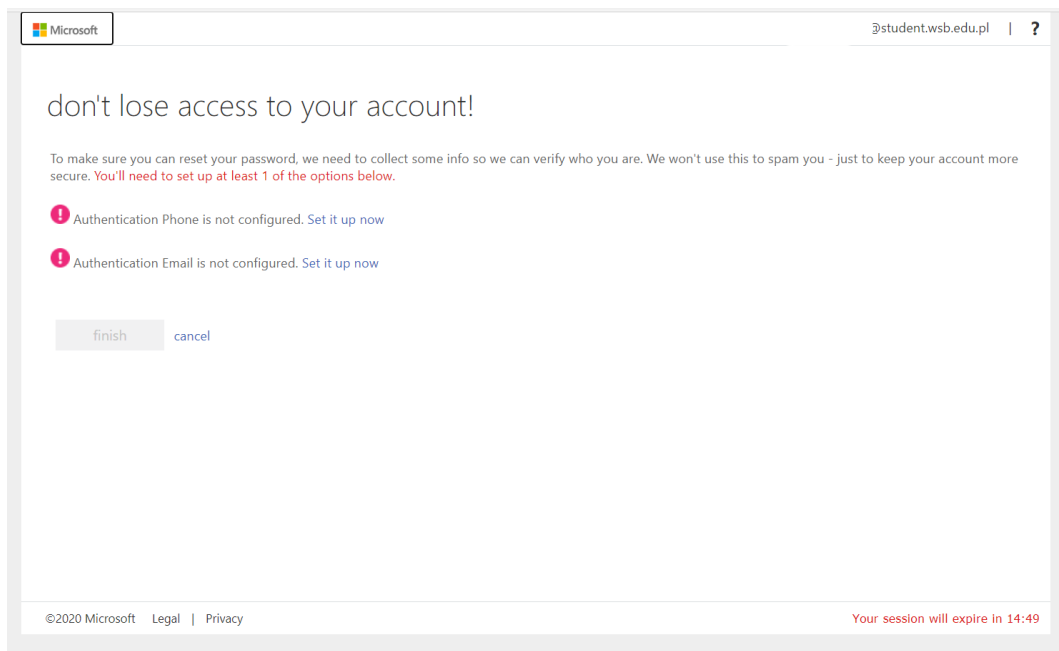 Microsoft
@student.wsb.edu.pl | ?
don't lose access to your account!
To make sure you can reset your password, we need to collect some info so we can verify who you are. We won't use this to spam you - just to keep your account more
secure. You'll need to set up at least 1 of the options below.
! Authentication Phone is not configured. Set it up now
! Authentication Email is not configured. Set it up now
finish cancel
©2020 Microsoft Legal | Privacy
Your session will expire in 14:49